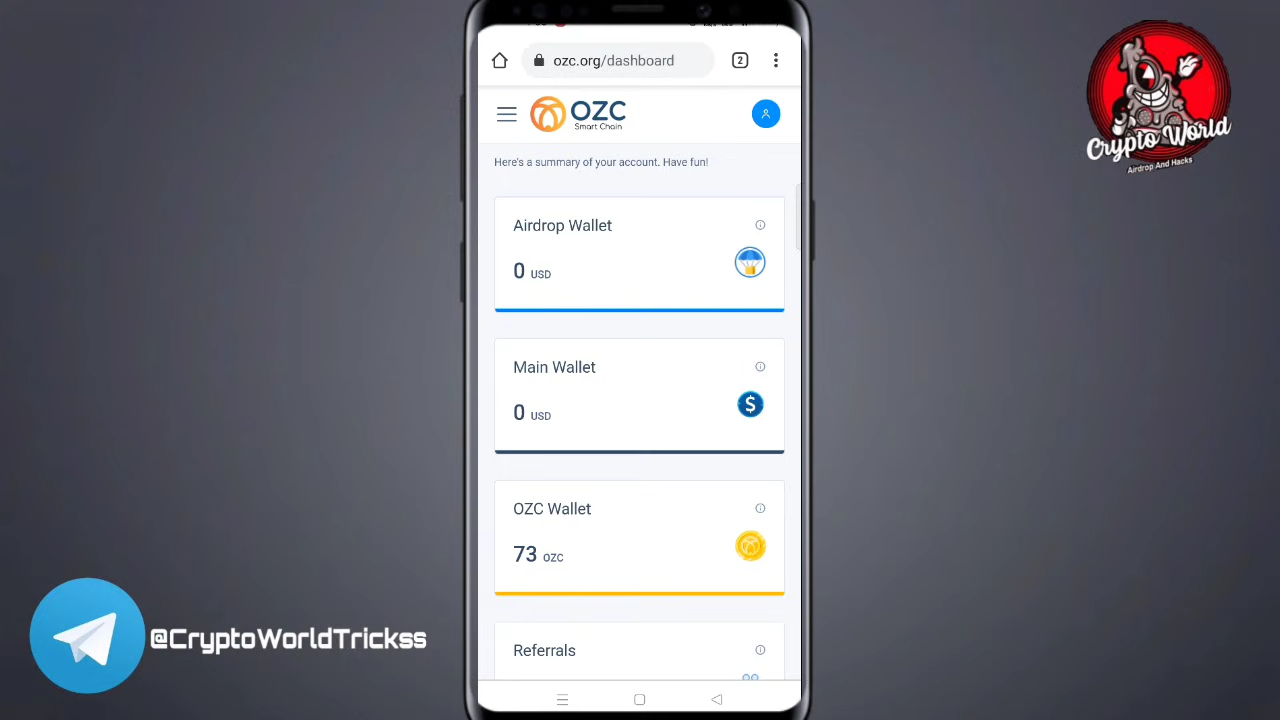 ozc.org/dashboard
2
OZC
Smart Chain
Here's a summary of your account. Have fun!
Airdrop Wallet
0 USD
Main Wallet
0 USD
$
OZC Wallet
73 OZC
Referrals
Crypto World
Airdrop And Hacks
@CryptoWorldTrickss